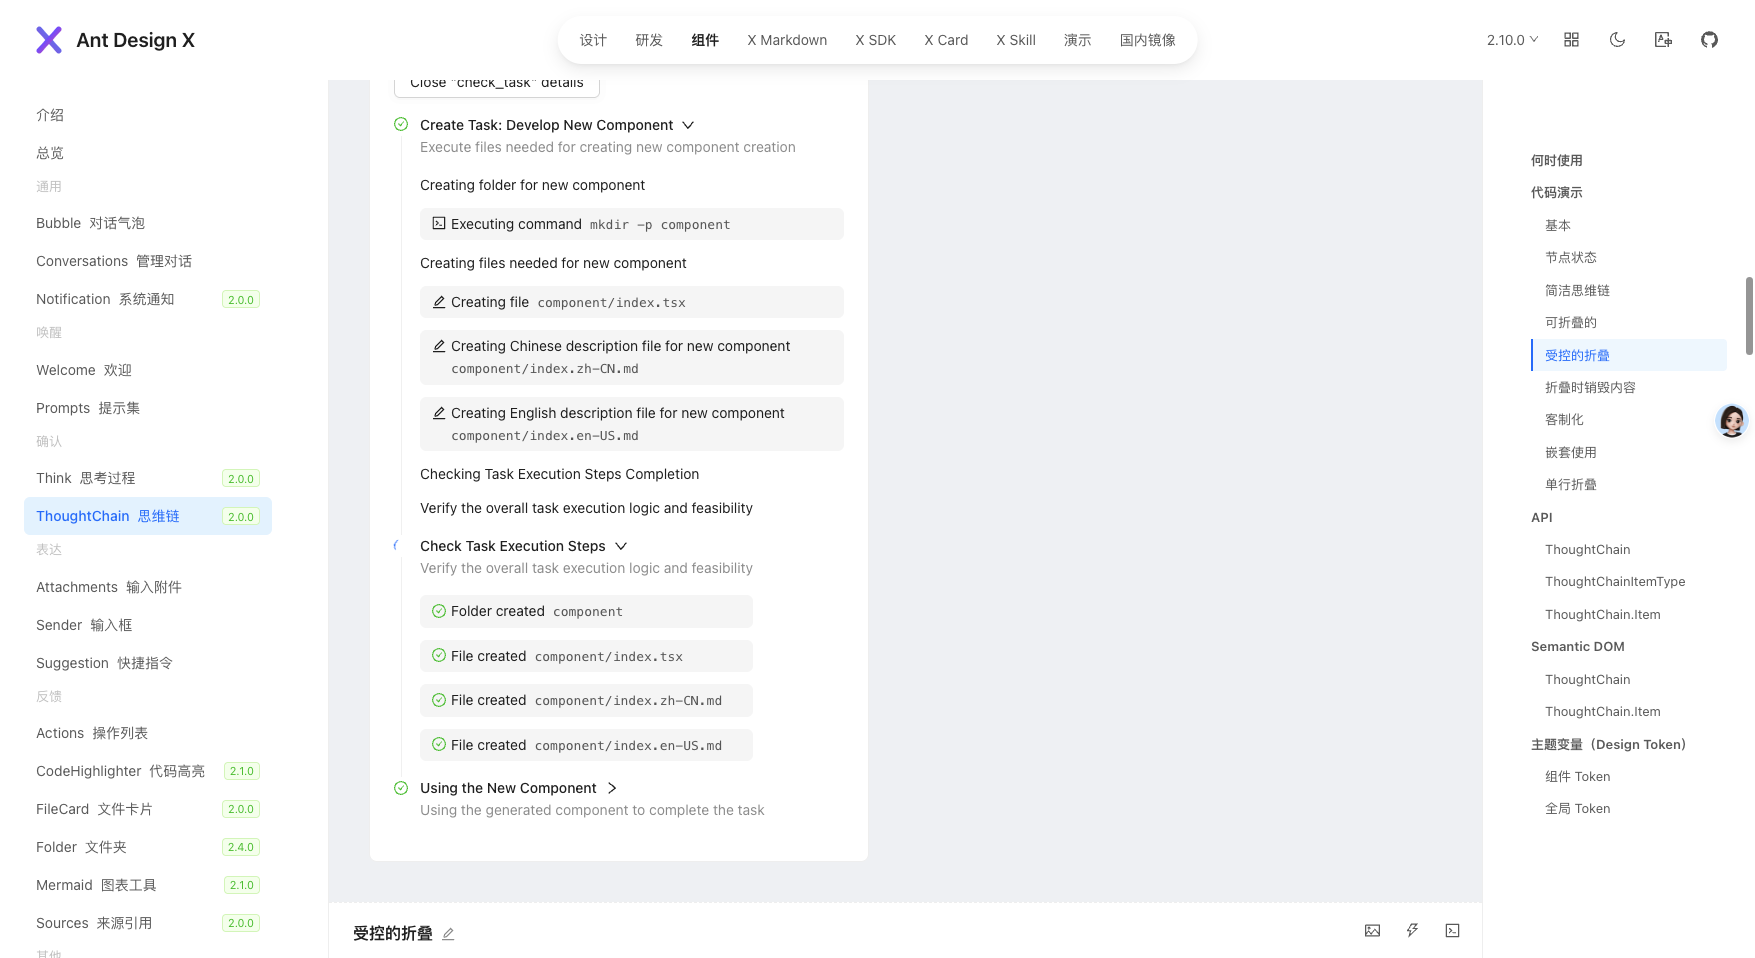 Ant Design X
设计
研发
组件
X Markdown
X SDK
X Card
X Skill
演示
国内镜像
2.10.0
介绍
总览
通用
Bubble 对话气泡
Conversations 管理对话
Notification 系统通知 2.0.0
唤醒
Welcome 欢迎
Prompts 提示集
确认
Think 思考过程 2.0.0
ThoughtChain 思维链 2.0.0
表达
Attachments 输入附件
Sender 输入框
Suggestion 快捷指令
反馈
Actions 操作列表
CodeHighlighter 代码高亮 2.1.0
FileCard 文件卡片 2.0.0
Folder 文件夹 2.4.0
Mermaid 图表工具 2.1.0
Sources 来源引用 2.0.0
其他
Close "check_task" details
Create Task: Develop New Component
Execute files needed for creating new component creation
Creating folder for new component
Executing command mkdir -p component
Creating files needed for new component
Creating file component/index.tsx
Creating Chinese description file for new component
component/index.zh-CN.md
Creating English description file for new component
component/index.en-US.md
Checking Task Execution Steps Completion
Verify the overall task execution logic and feasibility
Check Task Execution Steps
Verify the overall task execution logic and feasibility
Folder created component
File created component/index.tsx
File created component/index.zh-CN.md
File created component/index.en-US.md
Using the New Component
Using the generated component to complete the task
受控的折叠
何时使用
代码演示
基本
节点状态
简洁思维链
可折叠的
受控的折叠
折叠时销毁内容
客制化
嵌套使用
单行折叠
API
ThoughtChain
ThoughtChainItemType
ThoughtChain.Item
Semantic DOM
ThoughtChain
ThoughtChain.Item
主题变量（Design Token）
组件 Token
全局 Token